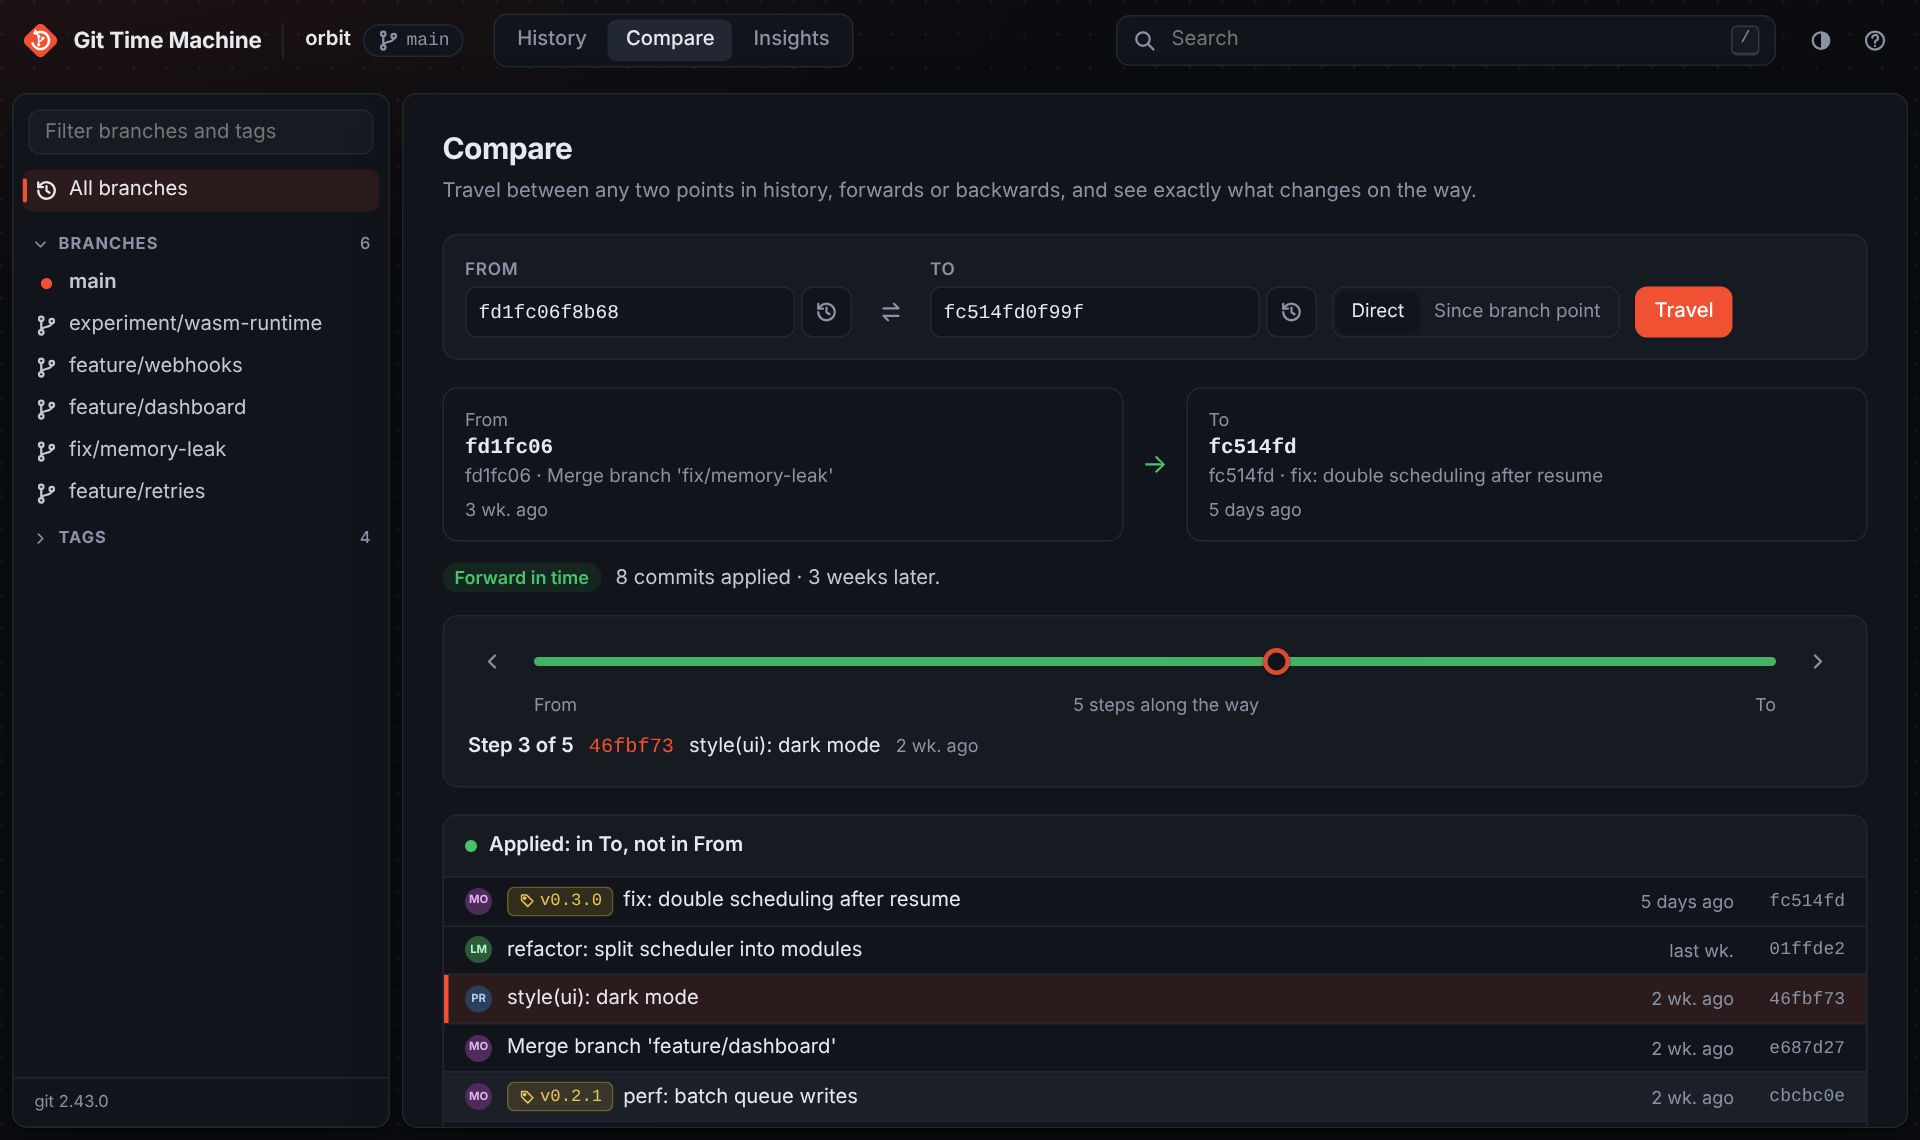 Git Time Machine
orbit
main
History
Compare
Insights
Search
/
Filter branches and tags
All branches
BRANCHES
6
main
experiment/wasm-runtime
feature/webhooks
feature/dashboard
fix/memory-leak
feature/retries
TAGS
4
git 2.43.0
Compare
Travel between any two points in history, forwards or backwards, and see exactly what changes on the way.
FROM
fd1fc06f8b68
TO
fc514fd0f99f
Direct
Since branch point
Travel
From
fd1fc06
fd1fc06 · Merge branch 'fix/memory-leak'
3 wk. ago
To
fc514fd
fc514fd · fix: double scheduling after resume
5 days ago
Forward in time
8 commits applied · 3 weeks later.
From
5 steps along the way
To
Step 3 of 5 46fbf73 style(ui): dark mode 2 wk. ago
Applied: in To, not in From
MO v0.3.0 fix: double scheduling after resume 5 days ago fc514fd
LM refactor: split scheduler into modules last wk. 01ffde2
PR style(ui): dark mode 2 wk. ago 46fbf73
MO Merge branch 'feature/dashboard' 2 wk. ago e687d27
MO v0.2.1 perf: batch queue writes 2 wk. ago cbcbc0e